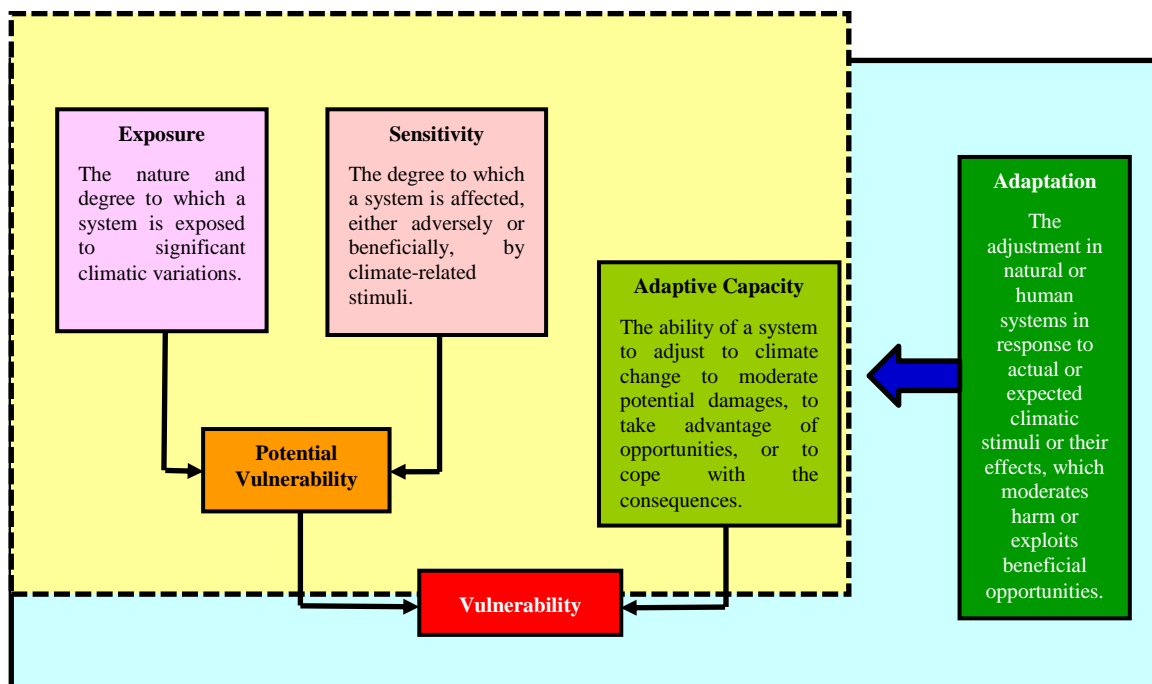 Exposure
The nature and
degree to which a
system is exposed
to significant
climatic variations.
Sensitivity
The degree to which
a system is affected,
either adversely or
beneficially, by
climate-related
stimuli.
Adaptive Capacity
The ability of a system
to adjust to climate
change to moderate
potential damages, to
take advantage of
opportunities, or to
cope with the
consequences.
Potential
Vulnerability
Vulnerability
Adaptation
The
adjustment in
natural or
human
systems in
response to
actual or
expected
climatic
stimuli or their
effects, which
moderates
harm or
exploits
beneficial
opportunities.